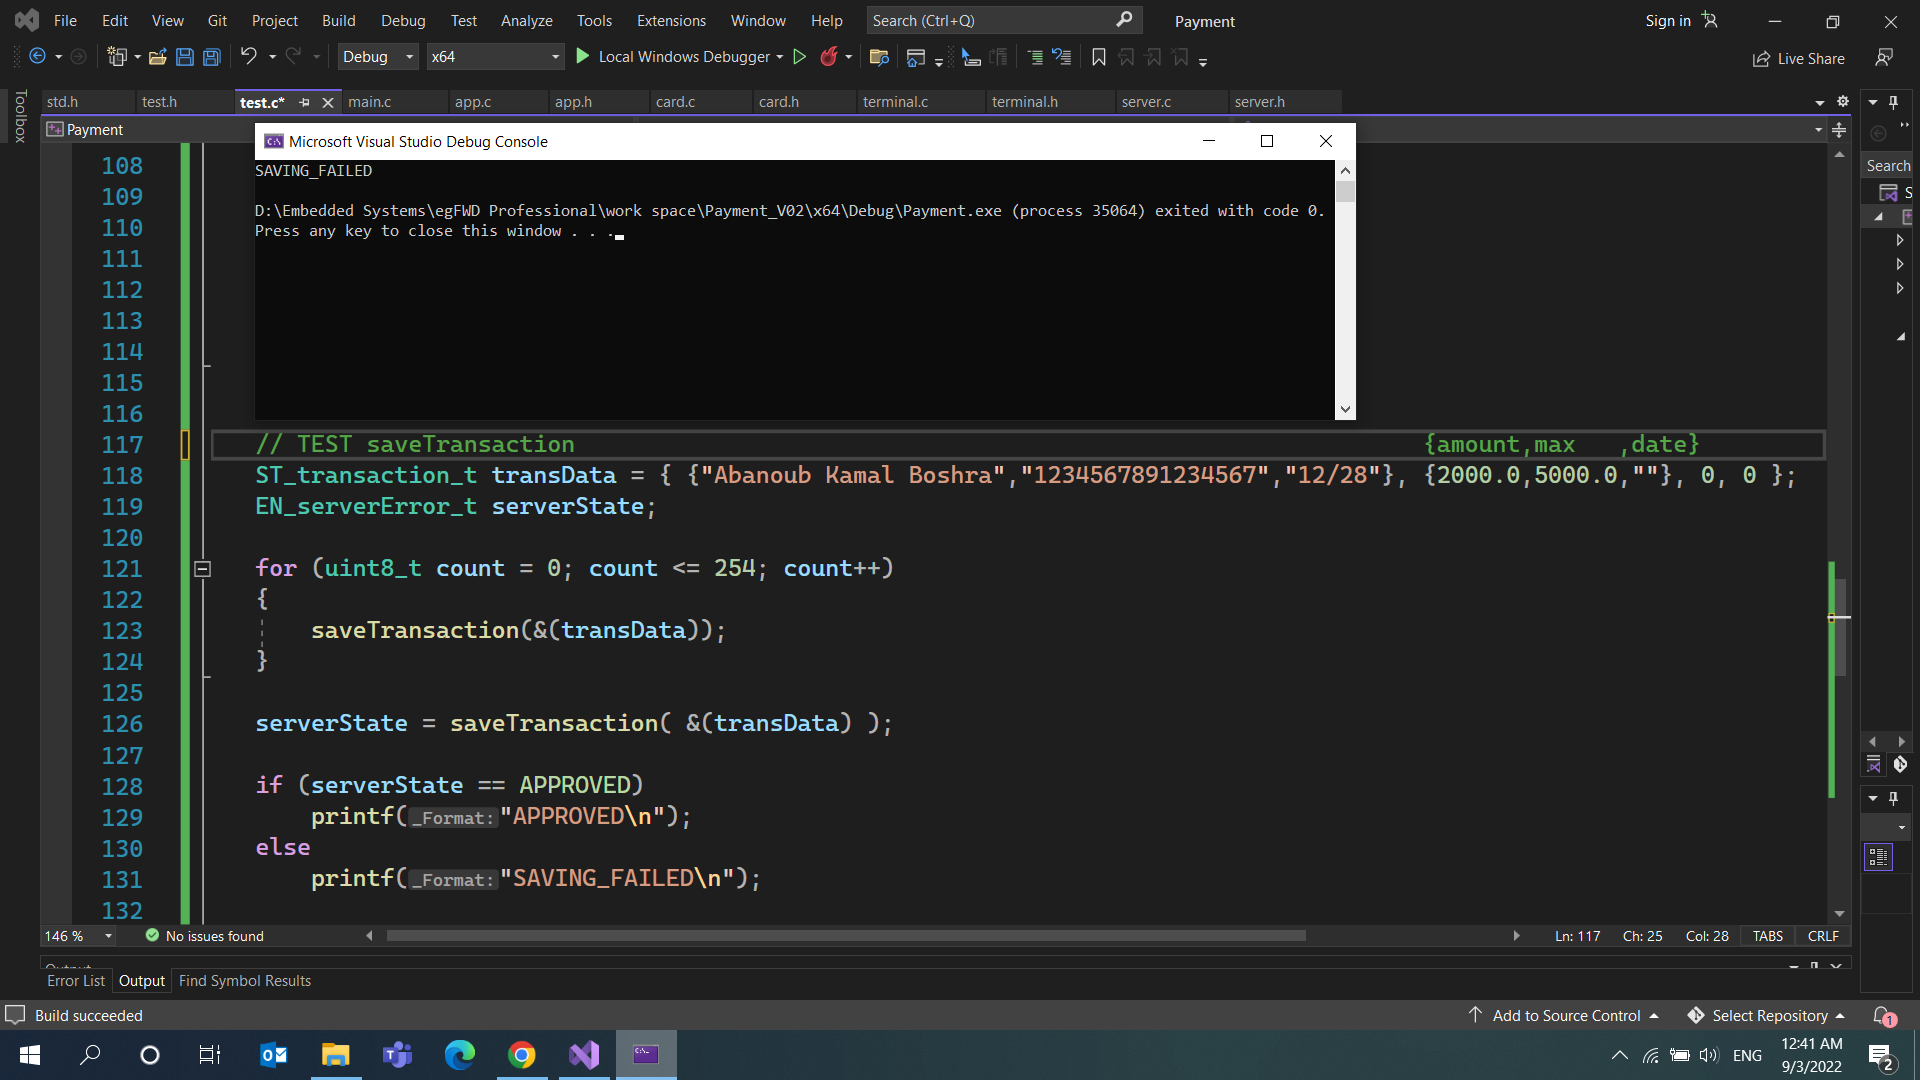 File Edit View Git Project Build Debug Test Analyze Tools Extensions Window Help Search (Ctrl+Q) Payment Sign in
Debug x64 Local Windows Debugger Live Share
Toolbox
std.h test.h test.c* main.c app.c app.h card.c card.h terminal.c terminal.h server.c server.h
Payment
Microsoft Visual Studio Debug Console
SAVING_FAILED
D:\Embedded Systems\egFWD Professional\work space\Payment_V02\x64\Debug\Payment.exe (process 35064) exited with code 0.
Press any key to close this window . . .
Search
S
108
109
110
111
112
113
114
115
116
117 // TEST saveTransaction {amount,max ,date}
118 ST_transaction_t transData = { {"Abanoub Kamal Boshra","1234567891234567","12/28"}, {2000.0,5000.0,""}, 0, 0 };
119 EN_serverError_t serverState;
120
121 for (uint8_t count = 0; count <= 254; count++)
122 {
123 saveTransaction(&(transData));
124 }
125
126 serverState = saveTransaction( &(transData) );
127
128 if (serverState == APPROVED)
129 printf(_Format:"APPROVED\n");
130 else
131 printf(_Format:"SAVING_FAILED\n");
132
146 % No issues found Ln: 117 Ch: 25 Col: 28 TABS CRLF
Output
Error List Output Find Symbol Results
Build succeeded Add to Source Control Select Repository 1
ENG 12:41 AM
9/3/2022 2